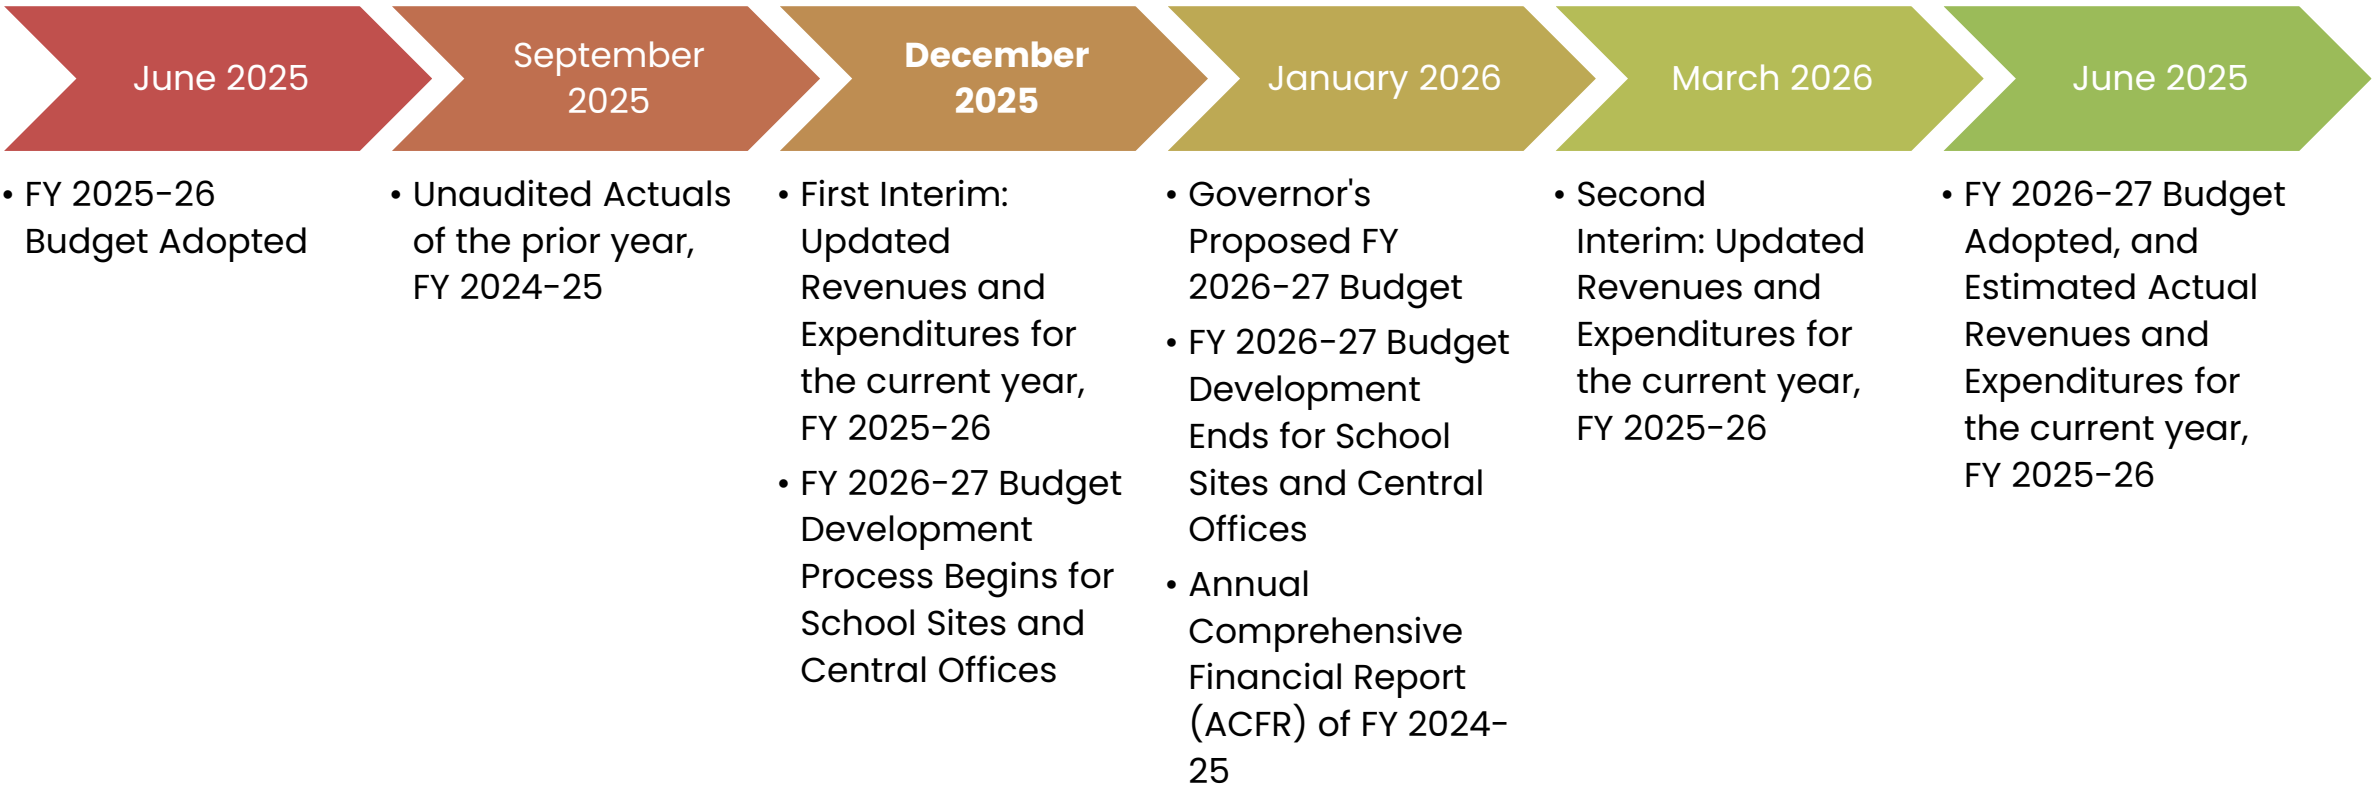 June 2025
• FY 2025-26
Budget Adopted
September
2025
• Unaudited Actuals
of the prior year,
FY 2024-25
December
2025
• First Interim:
Updated
Revenues and
Expenditures for
the current year,
FY 2025-26
• FY 2026-27 Budget
Development
Process Begins for
School Sites and
Central Offices
January 2026
• Governor's
Proposed FY
2026-27 Budget
• FY 2026-27 Budget
Development
Ends for School
Sites and Central
Offices
• Annual
Comprehensive
Financial Report
(ACFR) of FY 2024-
25
March 2026
• Second
Interim: Updated
Revenues and
Expenditures for
the current year,
FY 2025-26
June 2025
• FY 2026-27 Budget
Adopted, and
Estimated Actual
Revenues and
Expenditures for
the current year,
FY 2025-26